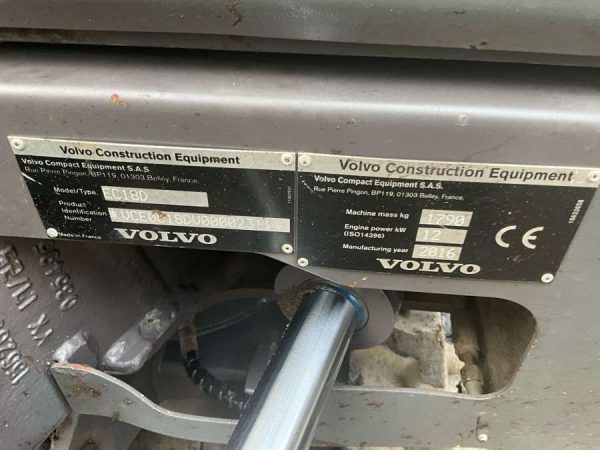 Volvo Construction Equipment
Volvo Compact Equipment S.A.S
Rue Pierre Pingon, BP119, 01303 Belley, France.
Model/Type EC18D
Product
Identification
Number
Made in France
VOLVO
Volvo Construction Equipment
Volvo Compact Equipment S.A.S.
Rue Pierre Pingon, BP119, 01303 Belley, France.
Machine mass kg 1790
Engine power kW 12
(ISO14396)
Manufacturing year 2016
CE
VOLVO